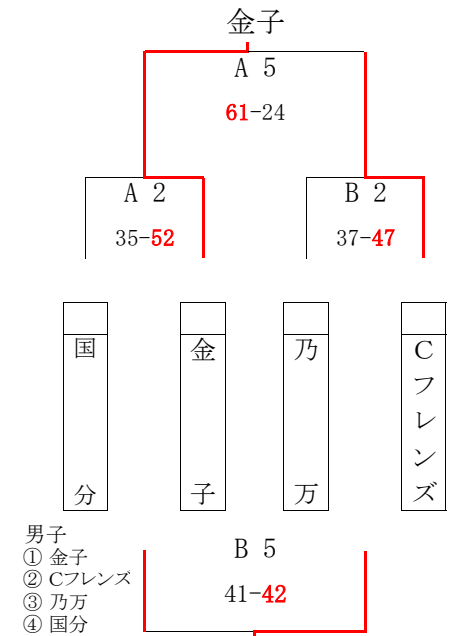 金子
A 5
61-24
A 2
B 2
35-52
37-47
国分
金子
乃万
Cフレンズ
男子
① 金子
② Cフレンズ
③ 乃万
④ 国分
B 5
41-42